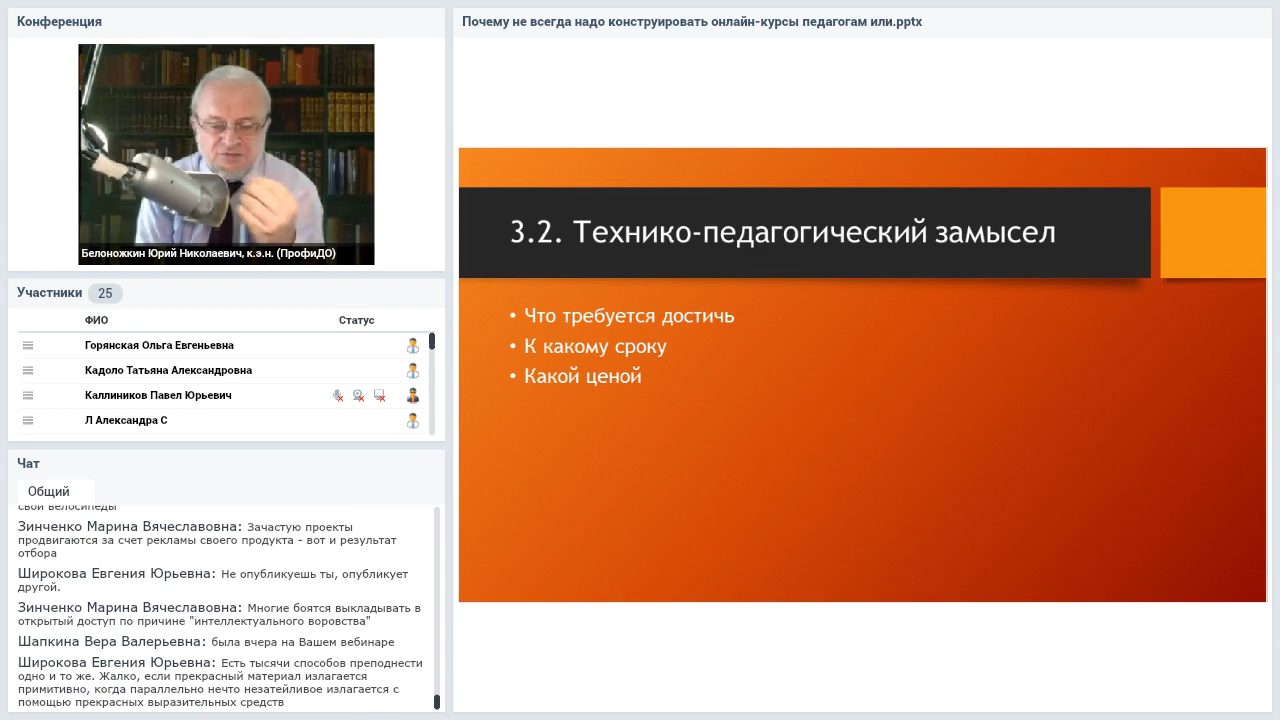 Конференция
Белоножкин Юрий Николаевич, к.э.н. (ПрофиДО)
Участники 25
ФИО Статус
Горянская Ольга Евгеньевна
Кадоло Татьяна Александровна
Каллиников Павел Юрьевич
Л Александра С
Чат
Общий
свои велосипеды
Зинченко Марина Вячеславовна: Зачастую проекты
продвигаются за счет рекламы своего продукта - вот и результат
отбора
Широкова Евгения Юрьевна: Не опубликуешь ты, опубликует
другой.
Зинченко Марина Вячеславовна: Многие боятся выкладывать в
открытый доступ по причине "интеллектуального воровства"
Шапкина Вера Валерьевна: была вчера на Вашем вебинаре
Широкова Евгения Юрьевна: Есть тысячи способов преподнести
одно и то же. Жалко, если прекрасный материал излагается
примитивно, когда параллельно нечто незатейливое излагается с
помощью прекрасных выразительных средств
Почему не всегда надо конструировать онлайн-курсы педагогам или.pptx
3.2. Технико-педагогический замысел
• Что требуется достичь
• К какому сроку
• Какой ценой